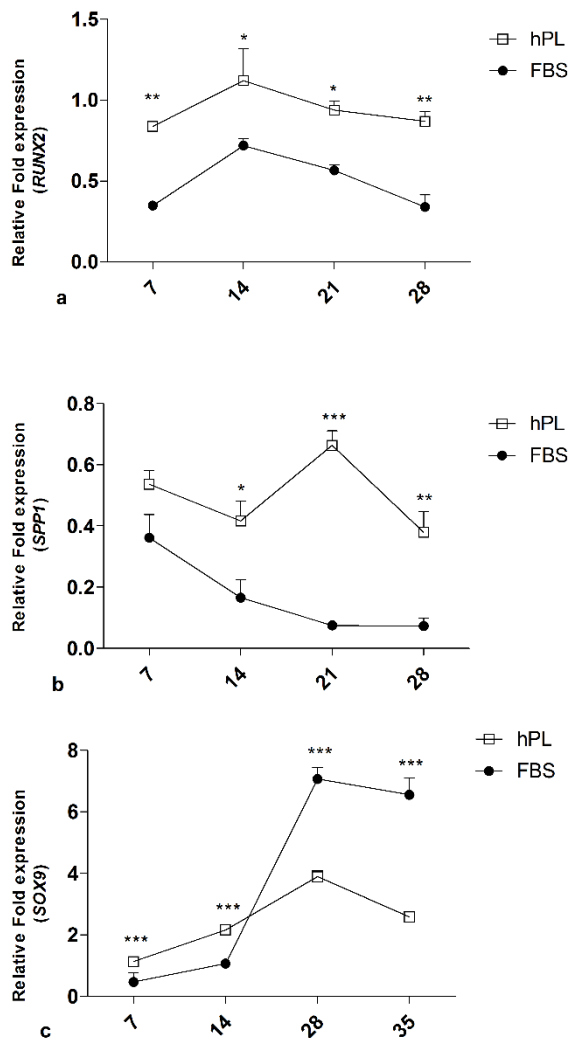 Relative Fold expression
(RUNX2)
1.5
1.0
0.5
0.0
**
*
*
**
hPL
FBS
7
14
21
28
a
Relative Fold expression
(SPP1)
0.8
0.6
0.4
0.2
0.0
*
***
**
hPL
FBS
7
14
21
28
b
Relative Fold expression
(SOX9)
8
6
4
2
0
***
***
***
***
hPL
FBS
7
14
28
35
c